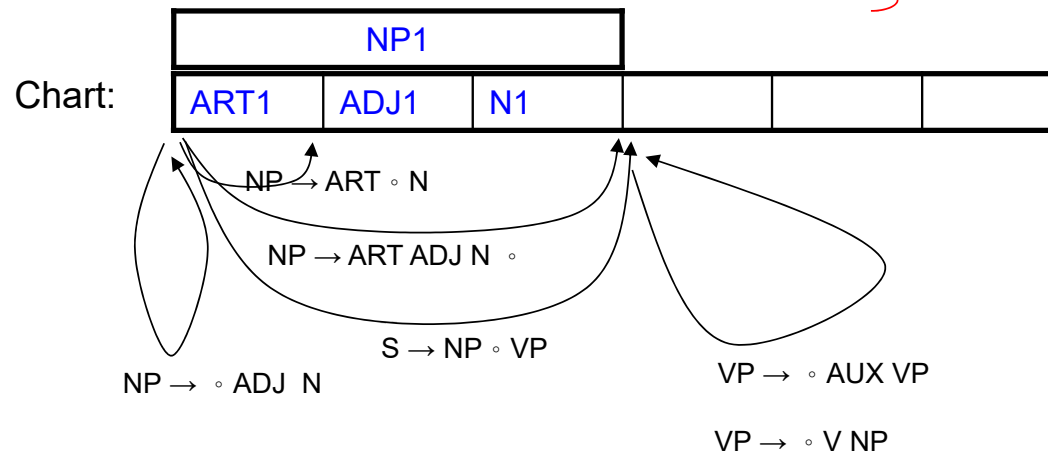 NP1
Chart: ART1 ADJ1 N1
NP → ART ◦ N
NP → ART ADJ N ◦
S → NP ◦ VP
NP → ◦ ADJ N
VP → ◦ AUX VP
VP → ◦ V NP